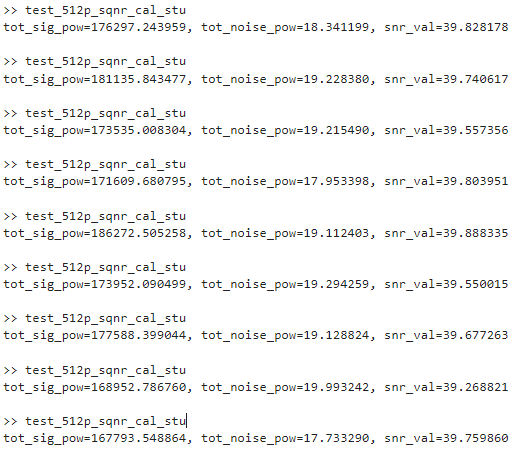 >> test_512p_sqnr_cal_stu
tot_sig_pow=176297.243959, tot_noise_pow=18.341199, snr_val=39.828178
>> test_512p_sqnr_cal_stu
tot_sig_pow=181135.843477, tot_noise_pow=19.228380, snr_val=39.740617
>> test_512p_sqnr_cal_stu
tot_sig_pow=173535.008304, tot_noise_pow=19.215490, snr_val=39.557356
>> test_512p_sqnr_cal_stu
tot_sig_pow=171609.680795, tot_noise_pow=17.953398, snr_val=39.803951
>> test_512p_sqnr_cal_stu
tot_sig_pow=186272.505258, tot_noise_pow=19.112403, snr_val=39.888335
>> test_512p_sqnr_cal_stu
tot_sig_pow=173952.090499, tot_noise_pow=19.294259, snr_val=39.550015
>> test_512p_sqnr_cal_stu
tot_sig_pow=177588.399044, tot_noise_pow=19.128824, snr_val=39.677263
>> test_512p_sqnr_cal_stu
tot_sig_pow=168952.786760, tot_noise_pow=19.993242, snr_val=39.268821
>> test_512p_sqnr_cal_stu
tot_sig_pow=167793.548864, tot_noise_pow=17.733290, snr_val=39.759860